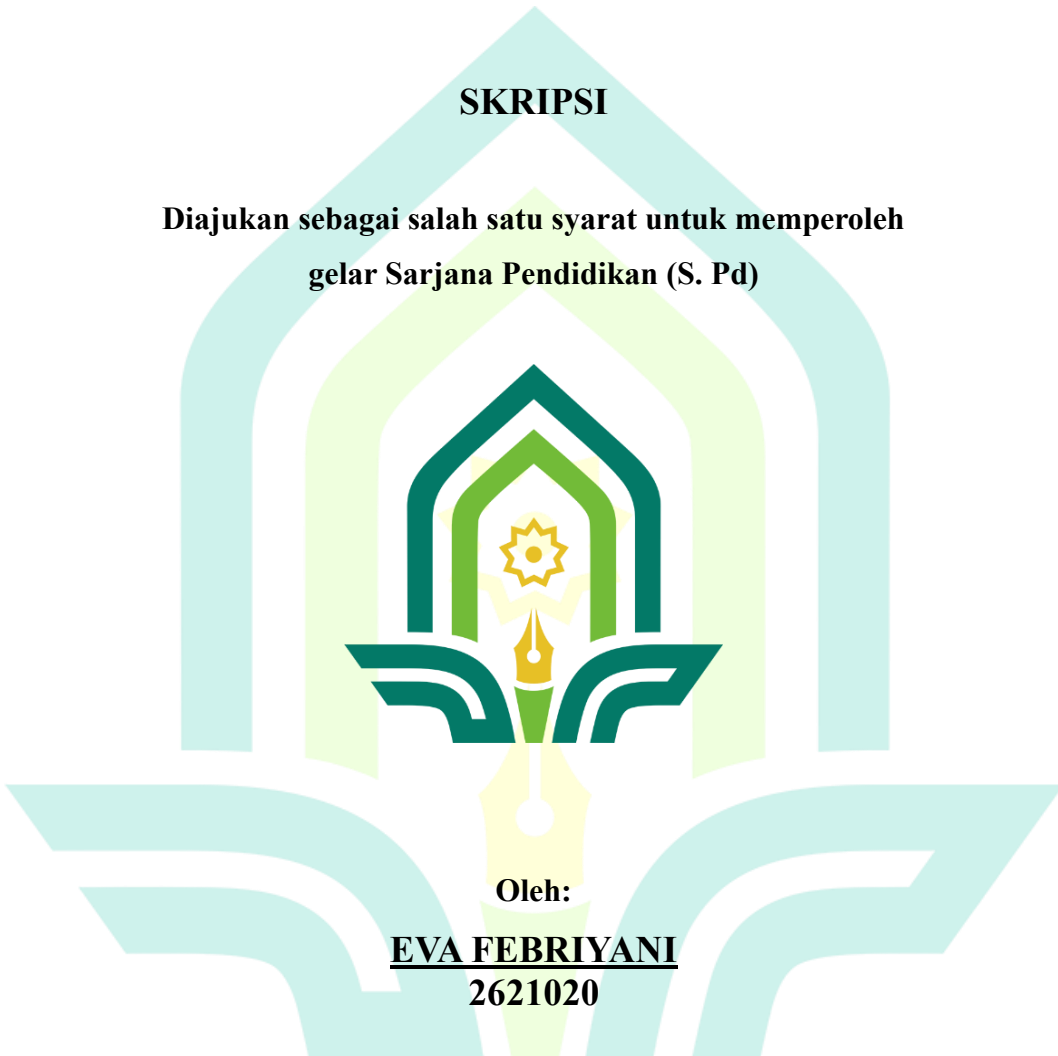 SKRIPSI
Diajukan sebagai salah satu syarat untuk memperoleh
gelar Sarjana Pendidikan (S. Pd)
Oleh:
EVA FEBRIYANI
2621020